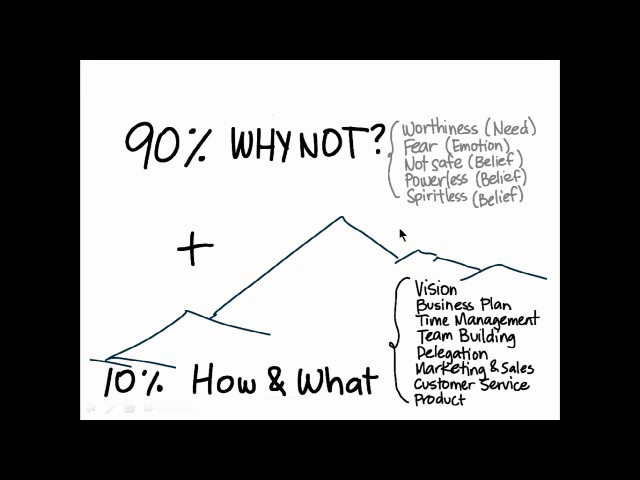 90% WHY NOT?
Worthiness (Need)
Fear (Emotion)
Not safe (Belief)
Powerless (Belief)
Spiritless (Belief)
+
10% How & What
Vision
Business Plan
Time Management
Team Building
Delegation
Marketing & Sales
Customer Service
Product